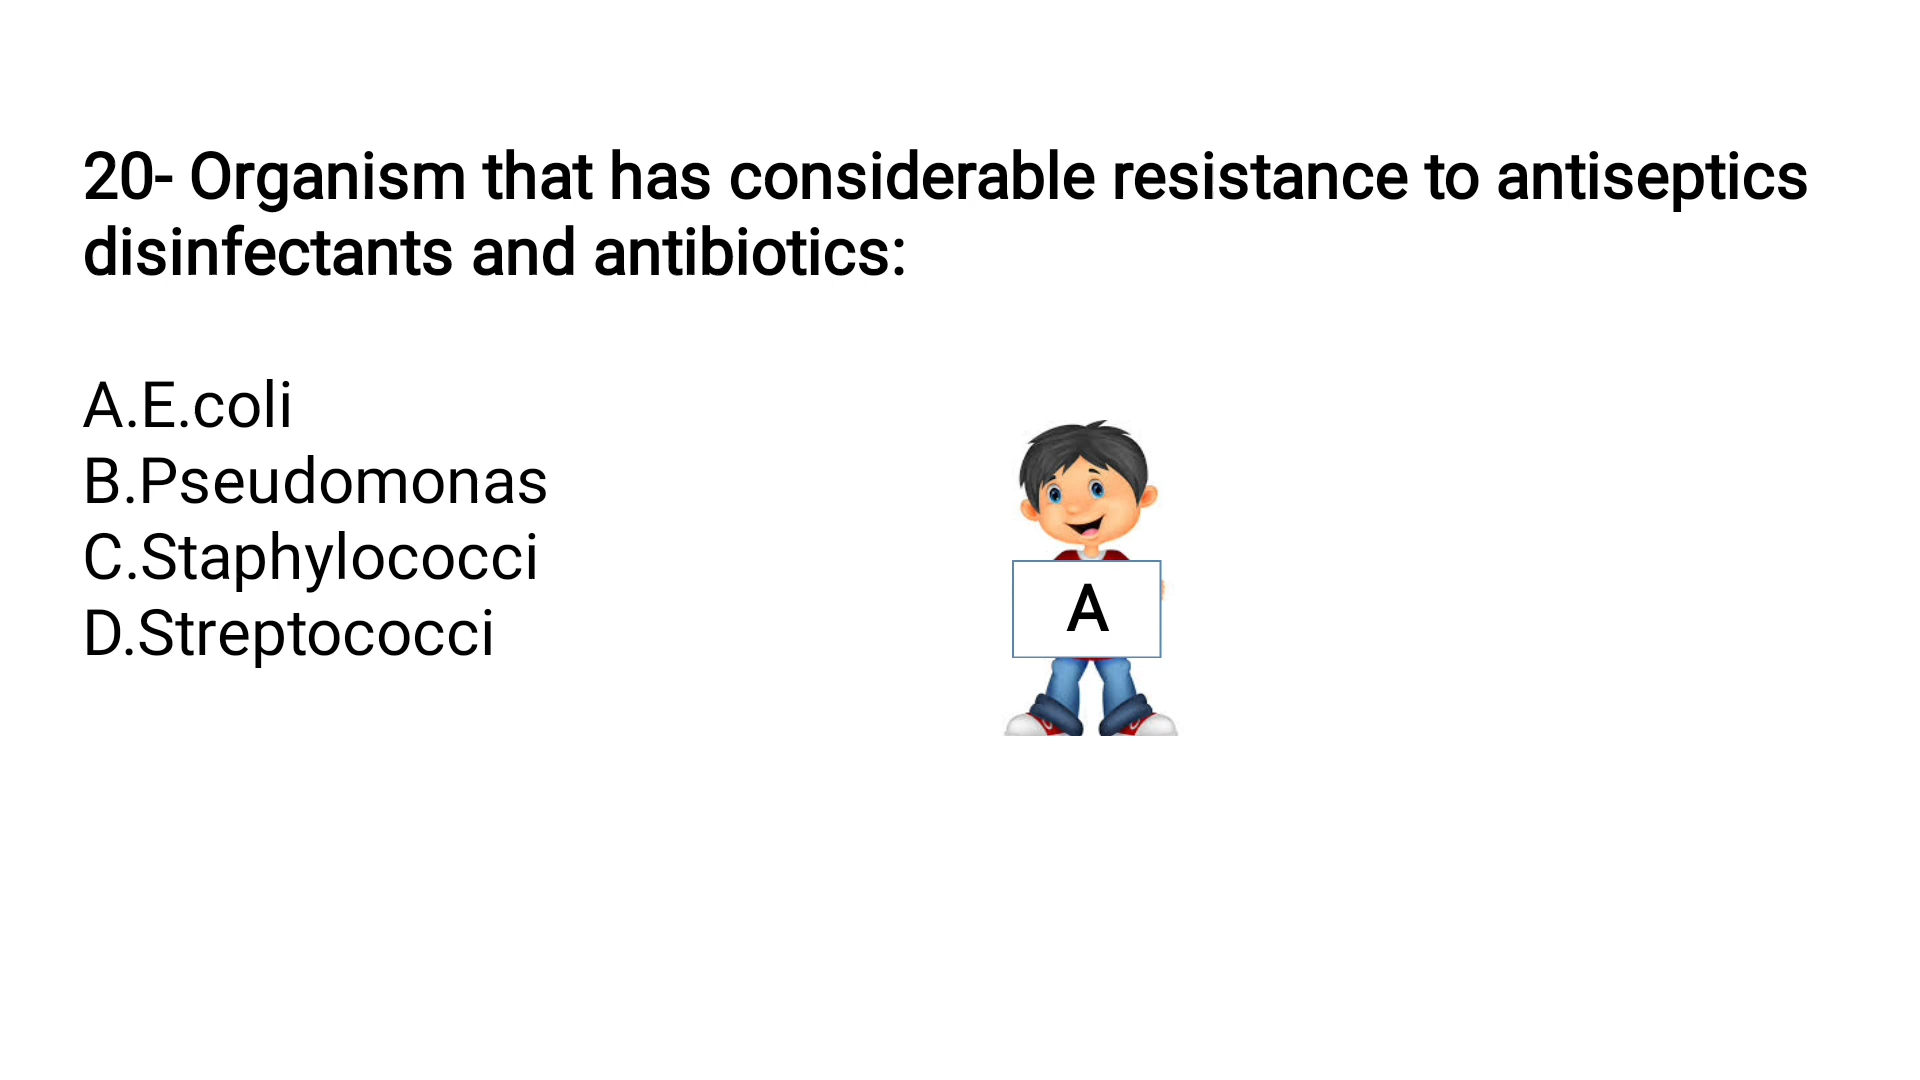 20- Organism that has considerable resistance to antiseptics
disinfectants and antibiotics:
A.E.coli
B.Pseudomonas
C.Staphylococci
D.Streptococci
A